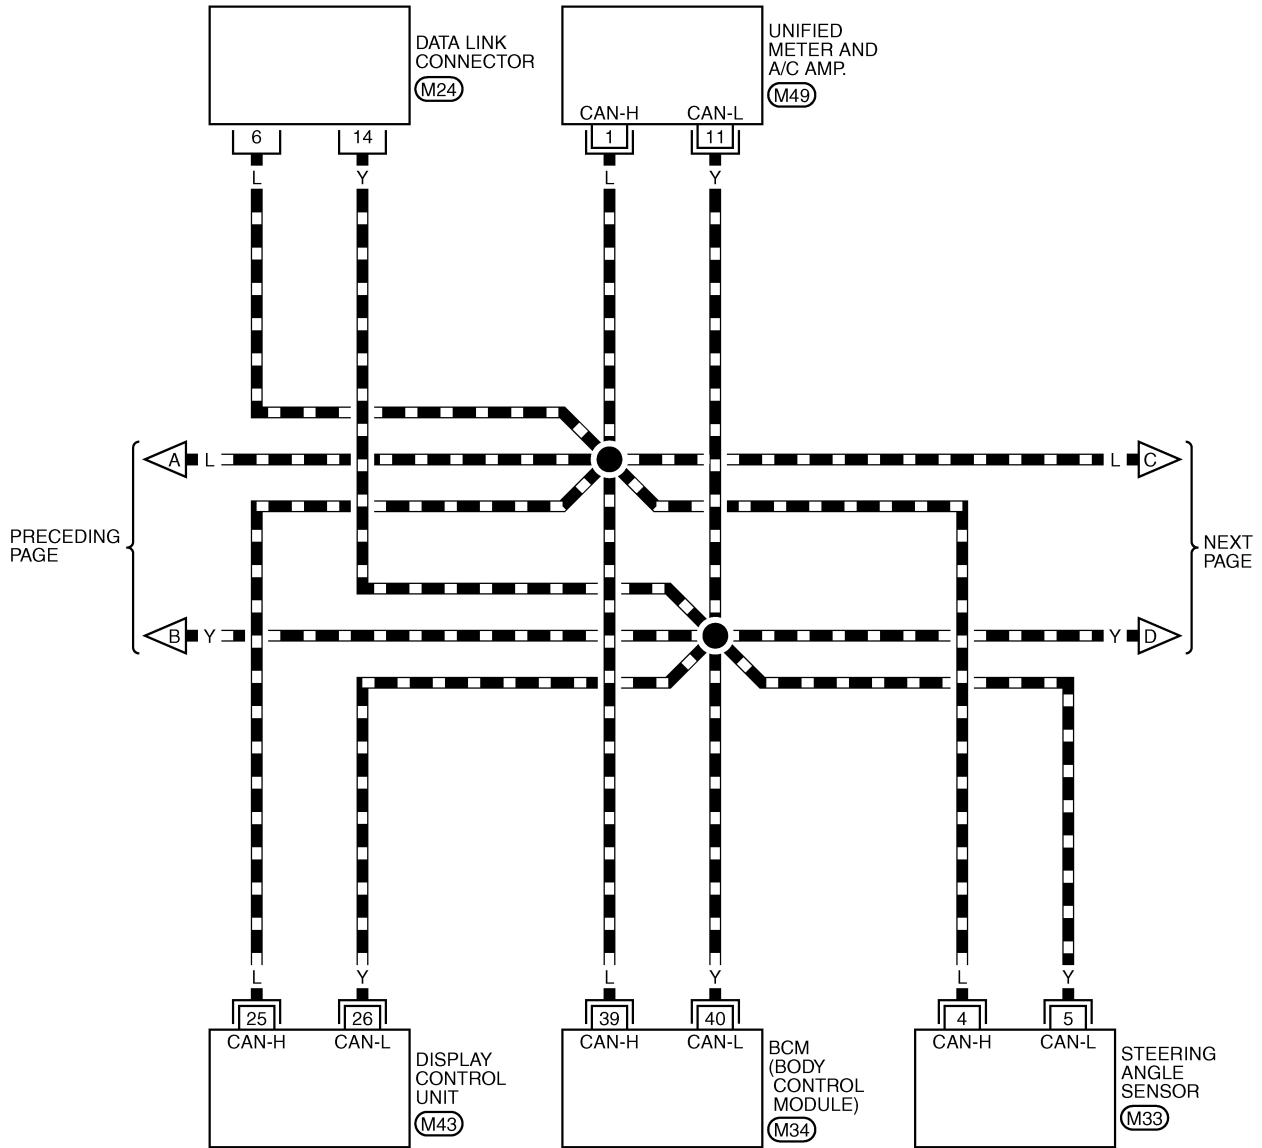 DATA LINK
CONNECTOR
M24
UNIFIED
METER AND
A/C AMP.
M49
CAN-H CAN-L
6 14 1 11
L Y L Y
A L L C
PRECEDING
PAGE
NEXT
PAGE
B Y Y D
L Y L Y L Y
25 26 39 40 4 5
CAN-H CAN-L CAN-H CAN-L CAN-H CAN-L
DISPLAY
CONTROL
UNIT
M43
BCM
(BODY
CONTROL
MODULE)
M34
STEERING
ANGLE
SENSOR
M33